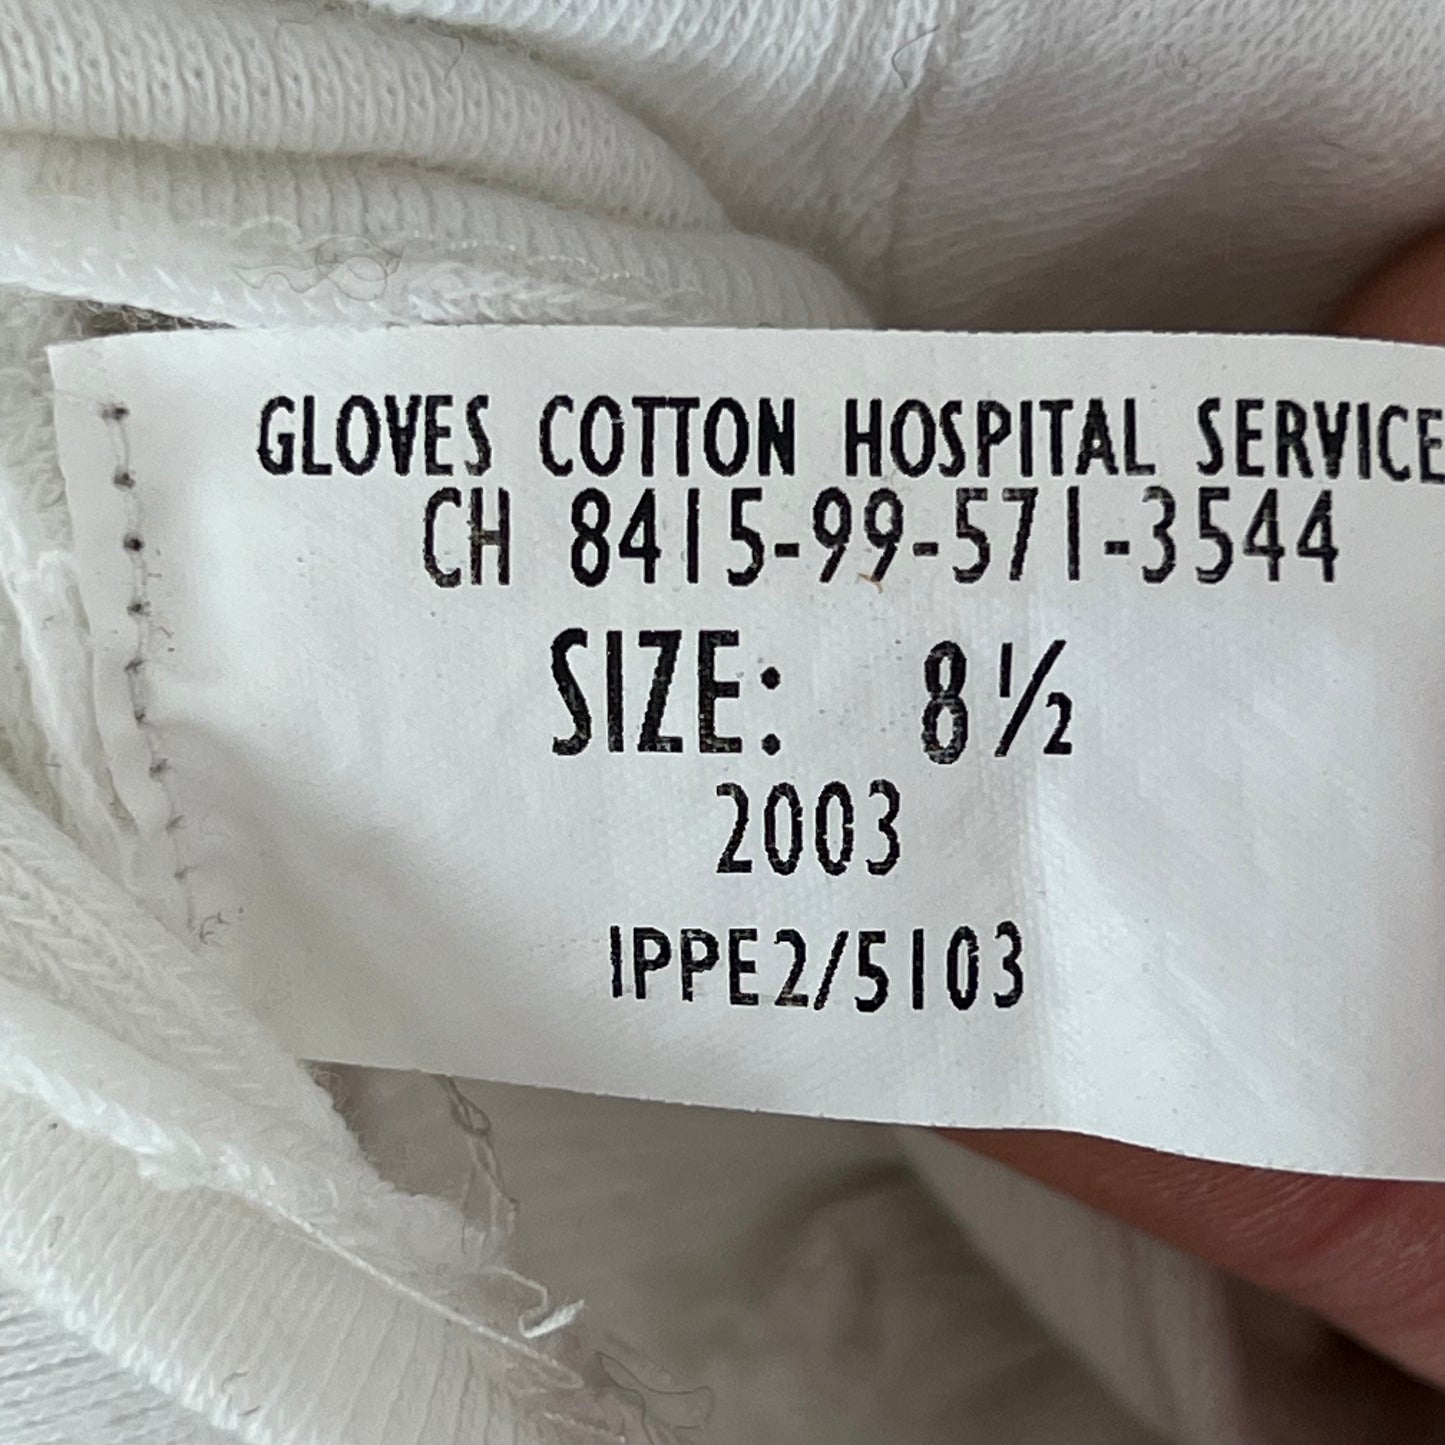 GLOVES COTTON HOSPITAL SERVICE
CH 8415-99-571-3544
SIZE: 8½
2003
IPPE2/5103